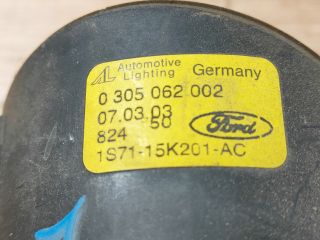 AL Automotive Lighting Germany
0 305 062 002
07.03.03
824 50
Ford
1S71-15K201-AC